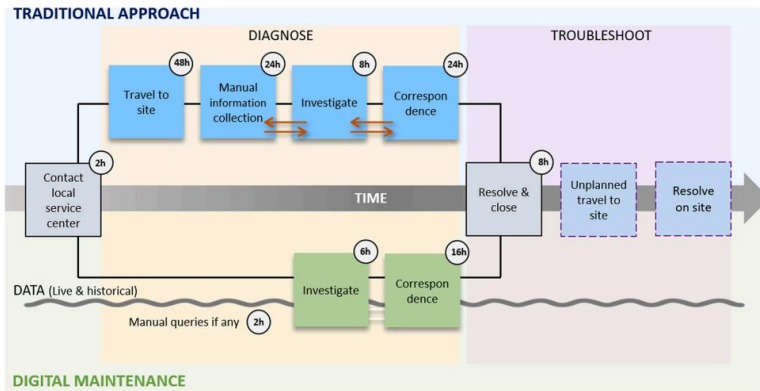 TRADITIONAL APPROACH
DIAGNOSE
TROUBLESHOOT
48h
24h
8h
24h
Travel to
site
Manual
information
collection
Investigate
Correspon
dence
2h
Contact
local
service
center
TIME
8h
Resolve &
close
Unplanned
travel to
site
Resolve
on site
6h
16h
Investigate
Correspon
dence
DATA (Live & historical)
Manual queries if any
2h
DIGITAL MAINTENANCE